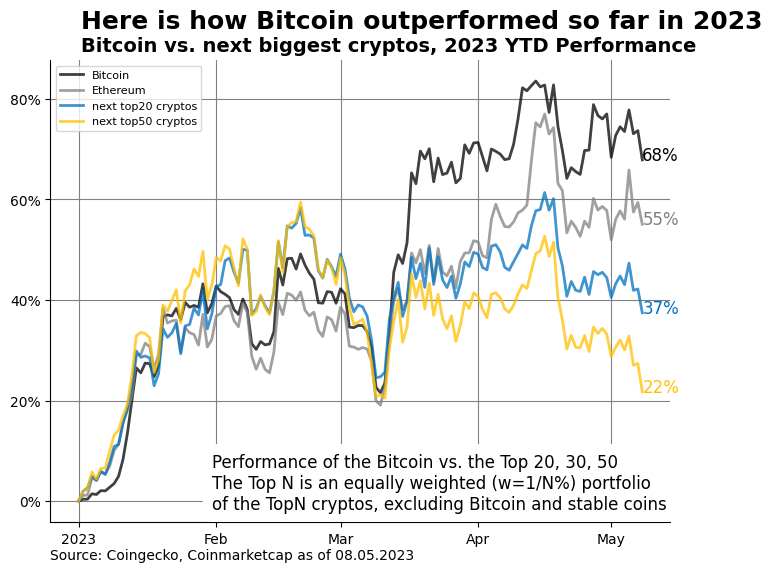 Here is how Bitcoin outperformed so far in 2023
Bitcoin vs. next biggest cryptos, 2023 YTD Performance
Bitcoin
Ethereum
next top20 cryptos
next top50 cryptos
80%
60%
40%
20%
0%
68%
55%
37%
22%
Performance of the Bitcoin vs. the Top 20, 30, 50
The Top N is an equally weighted (w=1/N%) portfolio
of the TopN cryptos, excluding Bitcoin and stable coins
2023
Feb
Mar
Apr
May
Source: Coingecko, Coinmarketcap as of 08.05.2023